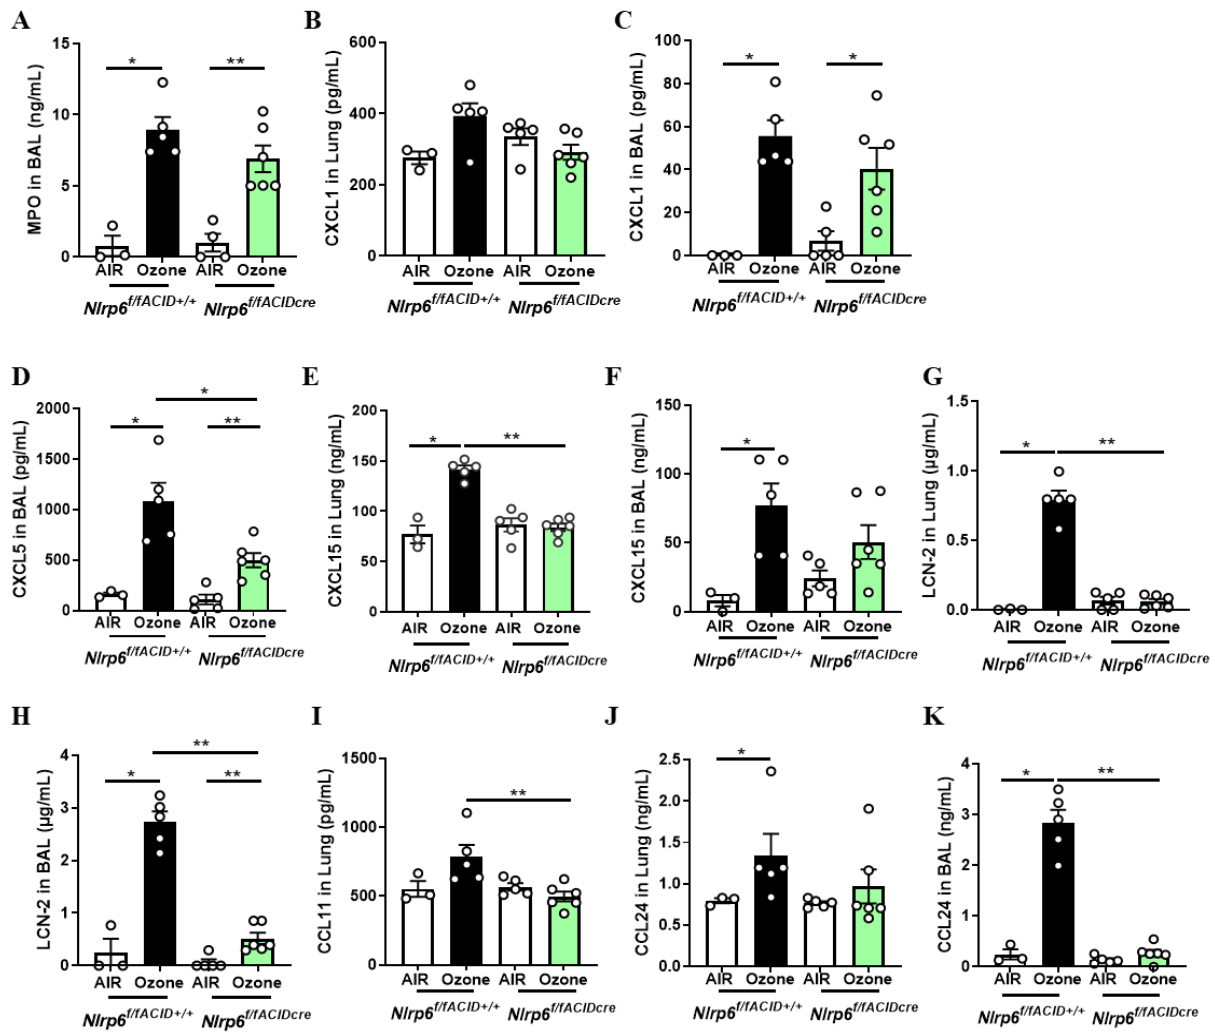 A
MPO in BAL (ng/mL)
15
10
5
0
*
**
AIR Ozone AIR Ozone
Nlrp6f/fACID+/+ Nlrp6f/fACIDcre
B
CXCL1 in Lung (pg/mL)
600
400
200
0
AIR Ozone AIR Ozone
Nlrp6f/fACID+/+ Nlrp6f/fACIDcre
C
CXCL1 in BAL (pg/mL)
100
80
60
40
20
0
*
*
AIR Ozone AIR Ozone
Nlrp6f/fACID+/+ Nlrp6f/fACIDcre
D
CXCL5 in BAL (pg/mL)
2000
1500
1000
500
0
*
*
**
AIR Ozone AIR Ozone
Nlrp6f/fACID+/+ Nlrp6f/fACIDcre
E
CXCL15 in Lung (ng/mL)
200
150
100
50
0
*
**
AIR Ozone AIR Ozone
Nlrp6f/fACID+/+ Nlrp6f/fACIDcre
F
CXCL15 in BAL (ng/mL)
150
100
50
0
*
AIR Ozone AIR Ozone
Nlrp6f/fACID+/+ Nlrp6f/fACIDcre
G
LCN-2 in Lung (µg/mL)
1.5
1.0
0.5
0.0
*
**
AIR Ozone AIR Ozone
Nlrp6f/fACID+/+ Nlrp6f/fACIDcre
H
LCN-2 in BAL (µg/mL)
4
3
2
1
0
**
*
**
AIR Ozone AIR Ozone
Nlrp6f/fACID+/+ Nlrp6f/fACIDcre
I
CCL11 in Lung (pg/mL)
1500
1000
500
0
**
AIR Ozone AIR Ozone
Nlrp6f/fACID+/+ Nlrp6f/fACIDcre
J
CCL24 in Lung (ng/mL)
2.5
2.0
1.5
1.0
0.5
0.0
*
AIR Ozone AIR Ozone
Nlrp6f/fACID+/+ Nlrp6f/fACIDcre
K
CCL24 in BAL (ng/mL)
4
3
2
1
0
*
**
AIR Ozone AIR Ozone
Nlrp6f/fACID+/+ Nlrp6f/fACIDcre